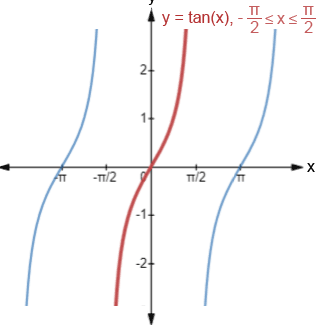 y
y = tan(x), - π/2 ≤ x ≤ π/2
2
1
x
-π
-π/2
0
π/2
π
-1
-2